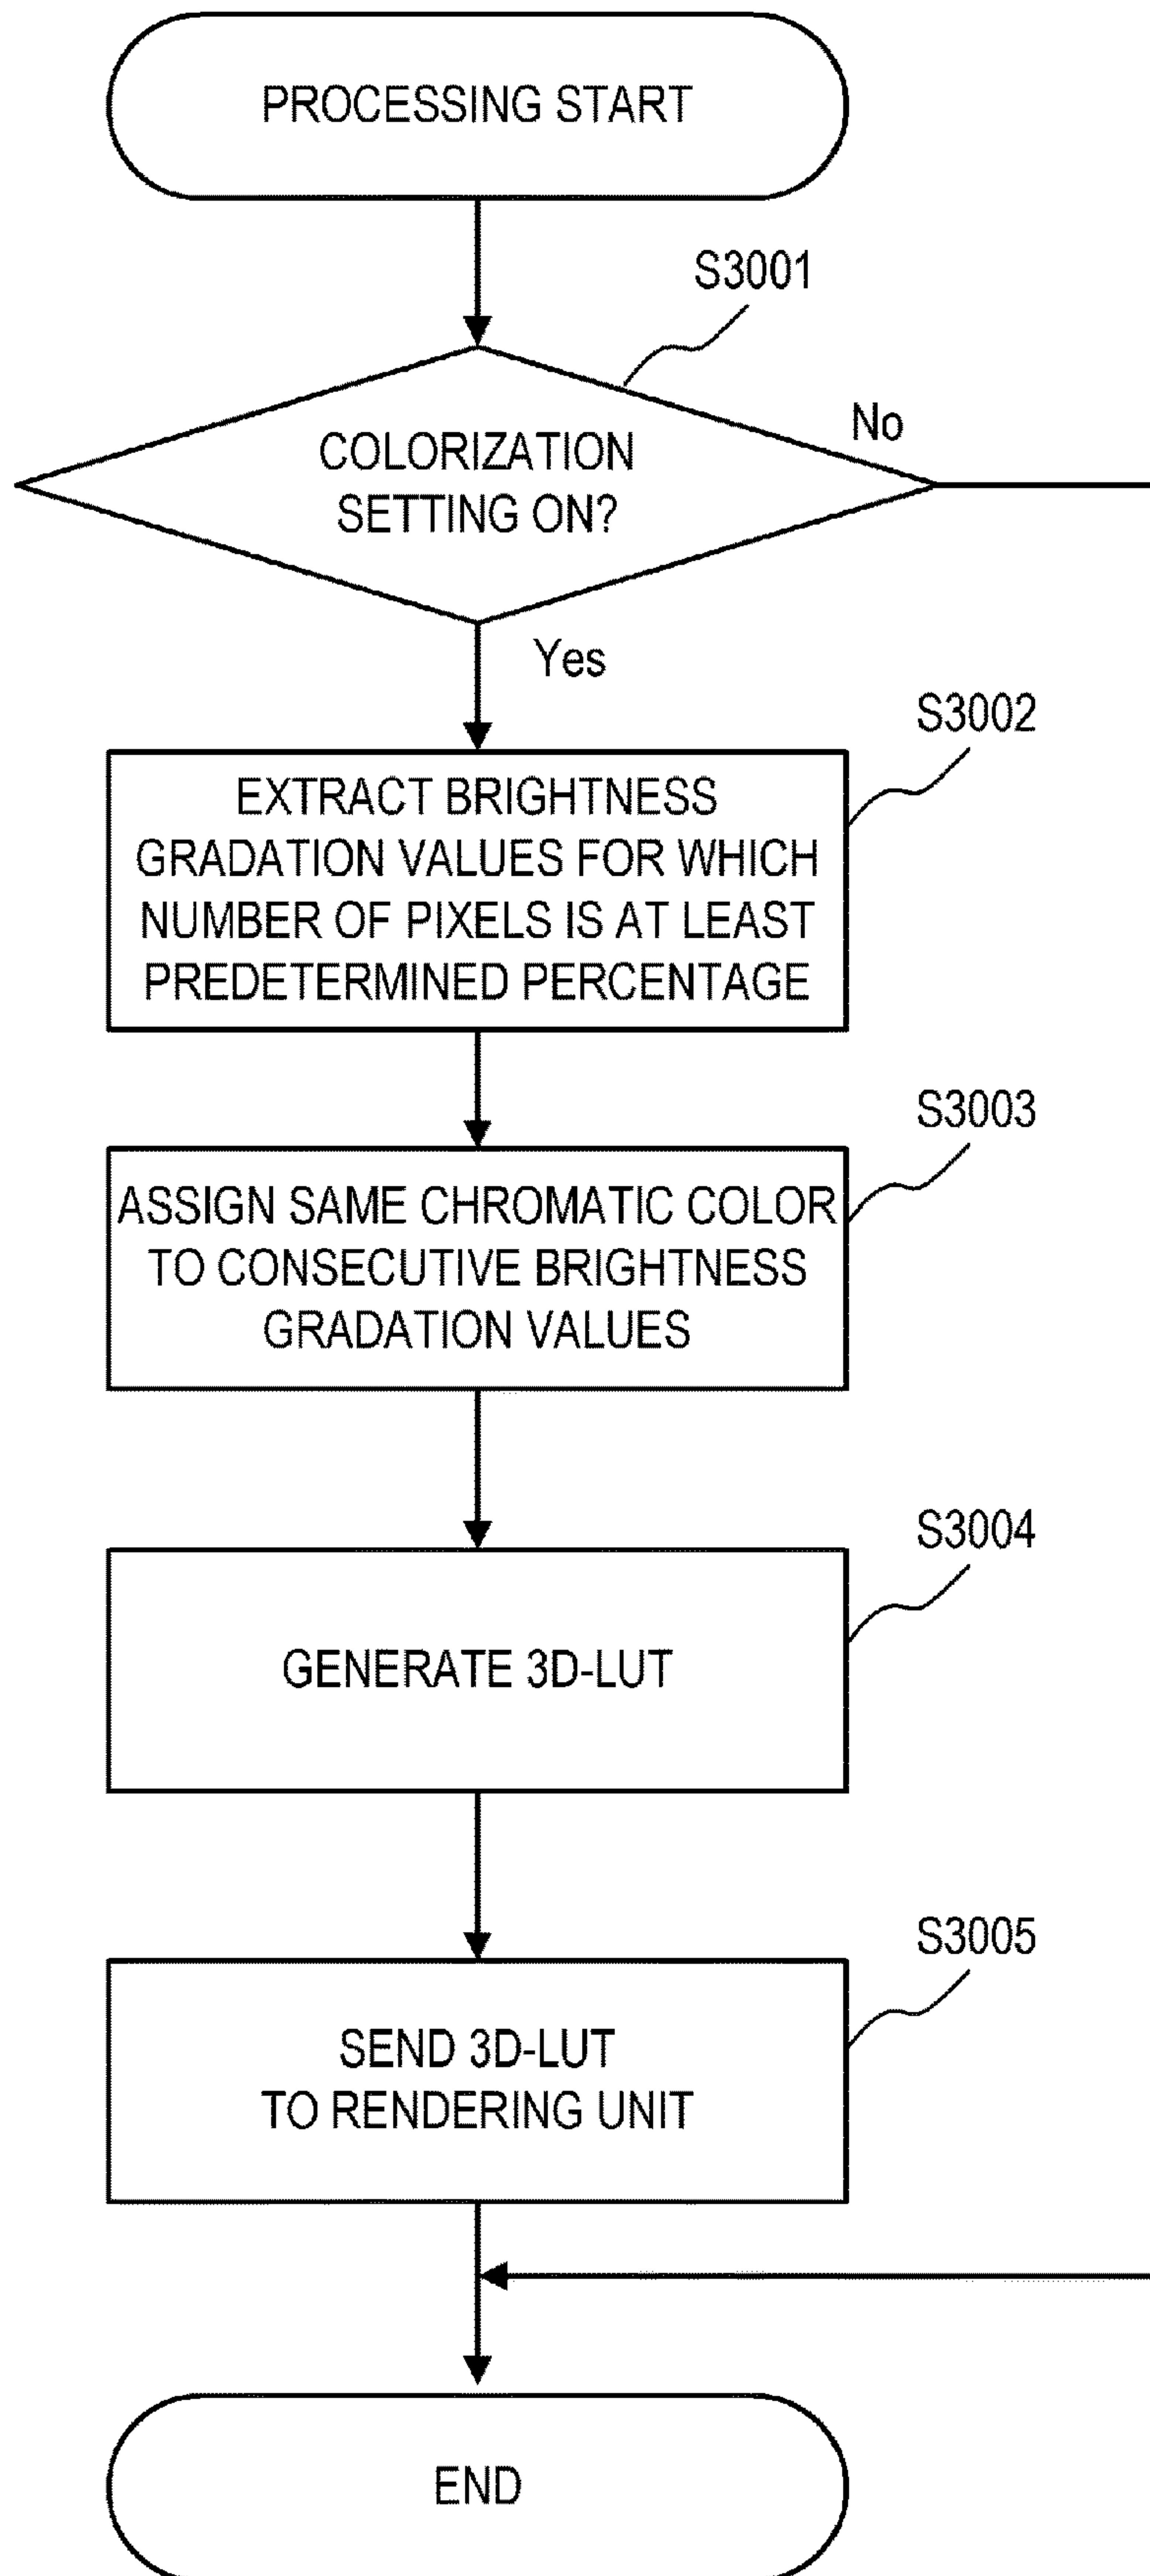 PROCESSING START
S3001
No
COLORIZATION
SETTING ON?
Yes
S3002
EXTRACT BRIGHTNESS
GRADATION VALUES FOR WHICH
NUMBER OF PIXELS IS AT LEAST
PREDETERMINED PERCENTAGE
S3003
ASSIGN SAME CHROMATIC COLOR
TO CONSECUTIVE BRIGHTNESS
GRADATION VALUES
S3004
GENERATE 3D-LUT
S3005
SEND 3D-LUT
TO RENDERING UNIT
END